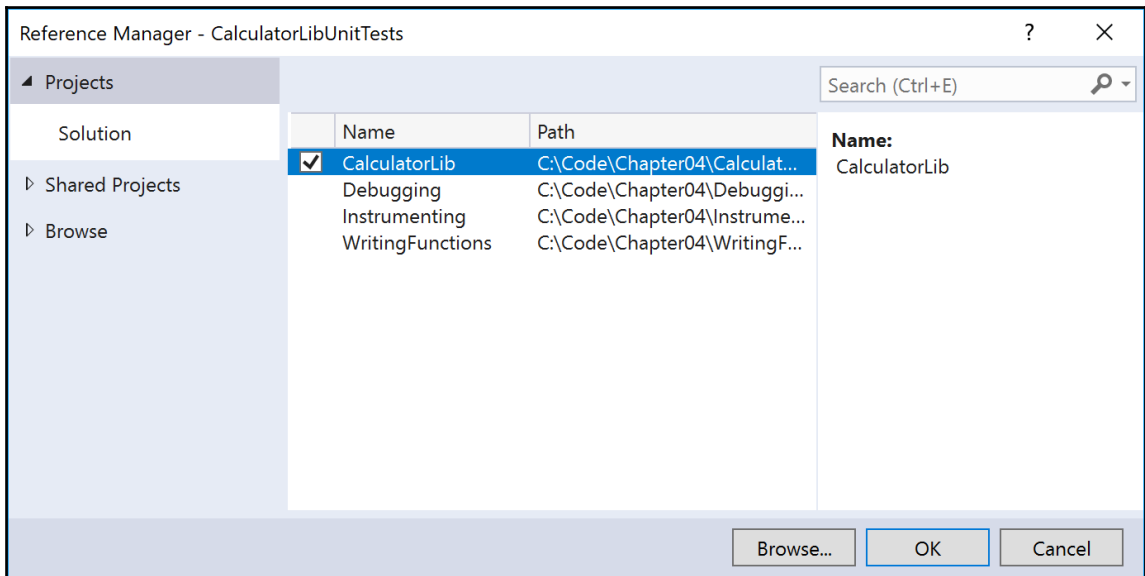 Reference Manager - CalculatorLibUnitTests ?
Projects
Search (Ctrl+E)
Solution
Shared Projects
Browse
Name Path
CalculatorLib C:\Code\Chapter04\Calculat...
Debugging C:\Code\Chapter04\Debuggi...
Instrumenting C:\Code\Chapter04\Instrume...
WritingFunctions C:\Code\Chapter04\WritingF...
Name:
CalculatorLib
Browse... OK Cancel